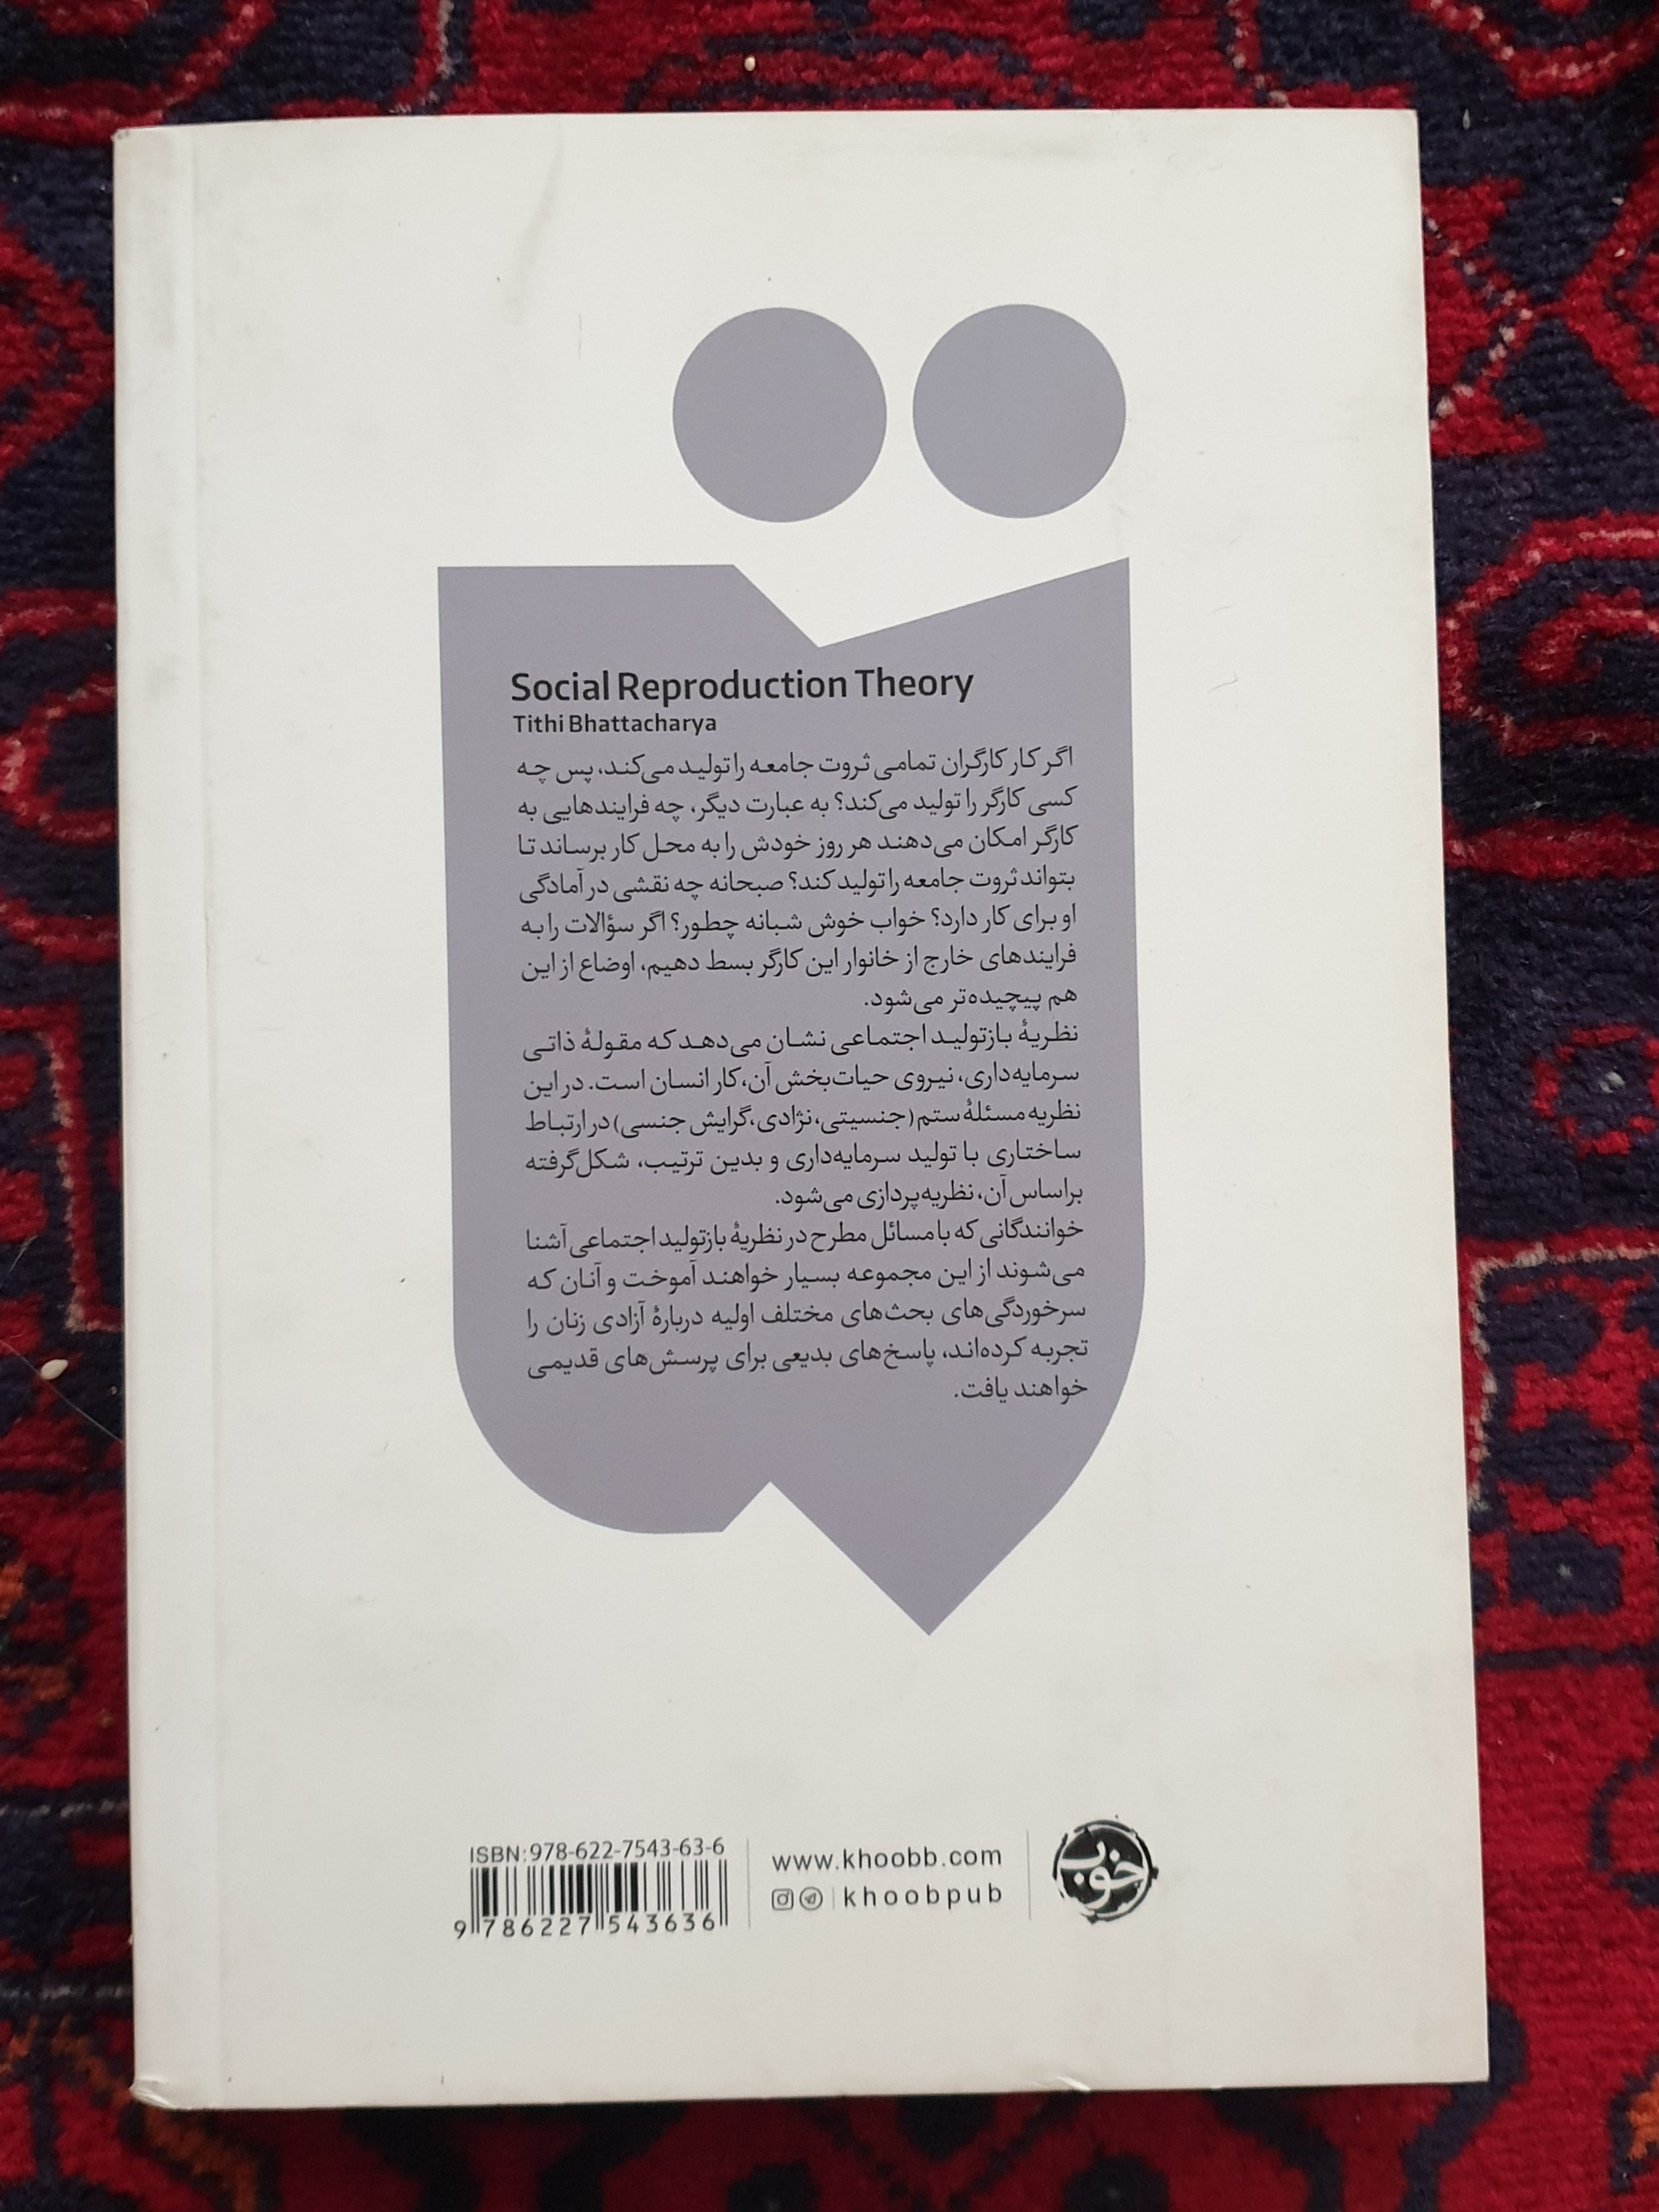 Social Reproduction Theory
Tithi Bhattacharya
اگر کار کارگران تمامی ثروت جامعه را تولید می‌کند، پس چه
کسی کارگر را تولید می‌کند؟ به عبارت دیگر، چه فرایندهایی به
کارگر امکان می‌دهند هر روز خودش را به محل کار برساند تا
بتواند ثروت جامعه را تولید کند؟ صبحانه چه نقشی در آمادگی
او برای کار دارد؟ خواب خوش شبانه چطور؟ اگر سؤالات را به
فرایندهای خارج از خانوار این کارگر بسط دهیم، اوضاع از این
هم پیچیده‌تر می‌شود.
نظریهٔ بازتولید اجتماعی نشان می‌دهد که مقولهٔ ذاتی
سرمایه‌داری، نیروی حیات‌بخش آن، کار انسان است. در این
نظریه مسئلهٔ ستم (جنسیتی، نژادی، گرایش جنسی) در ارتباط
ساختاری با تولید سرمایه‌داری و بدین ترتیب، شکل‌گرفته
براساس آن، نظریه‌پردازی می‌شود.
خوانندگانی که با مسائل مطرح در نظریهٔ بازتولید اجتماعی آشنا
می‌شوند از این مجموعه بسیار خواهند آموخت و آنان که
سرخوردگی‌های بحث‌های مختلف اولیه دربارهٔ آزادی زنان را
تجربه کرده‌اند، پاسخ‌های بدیعی برای پرسش‌های قدیمی
خواهند یافت.
ISBN: 978-622-7543-63-6
9 786227 543636
www.khoobb.com
khoobpub
خوب